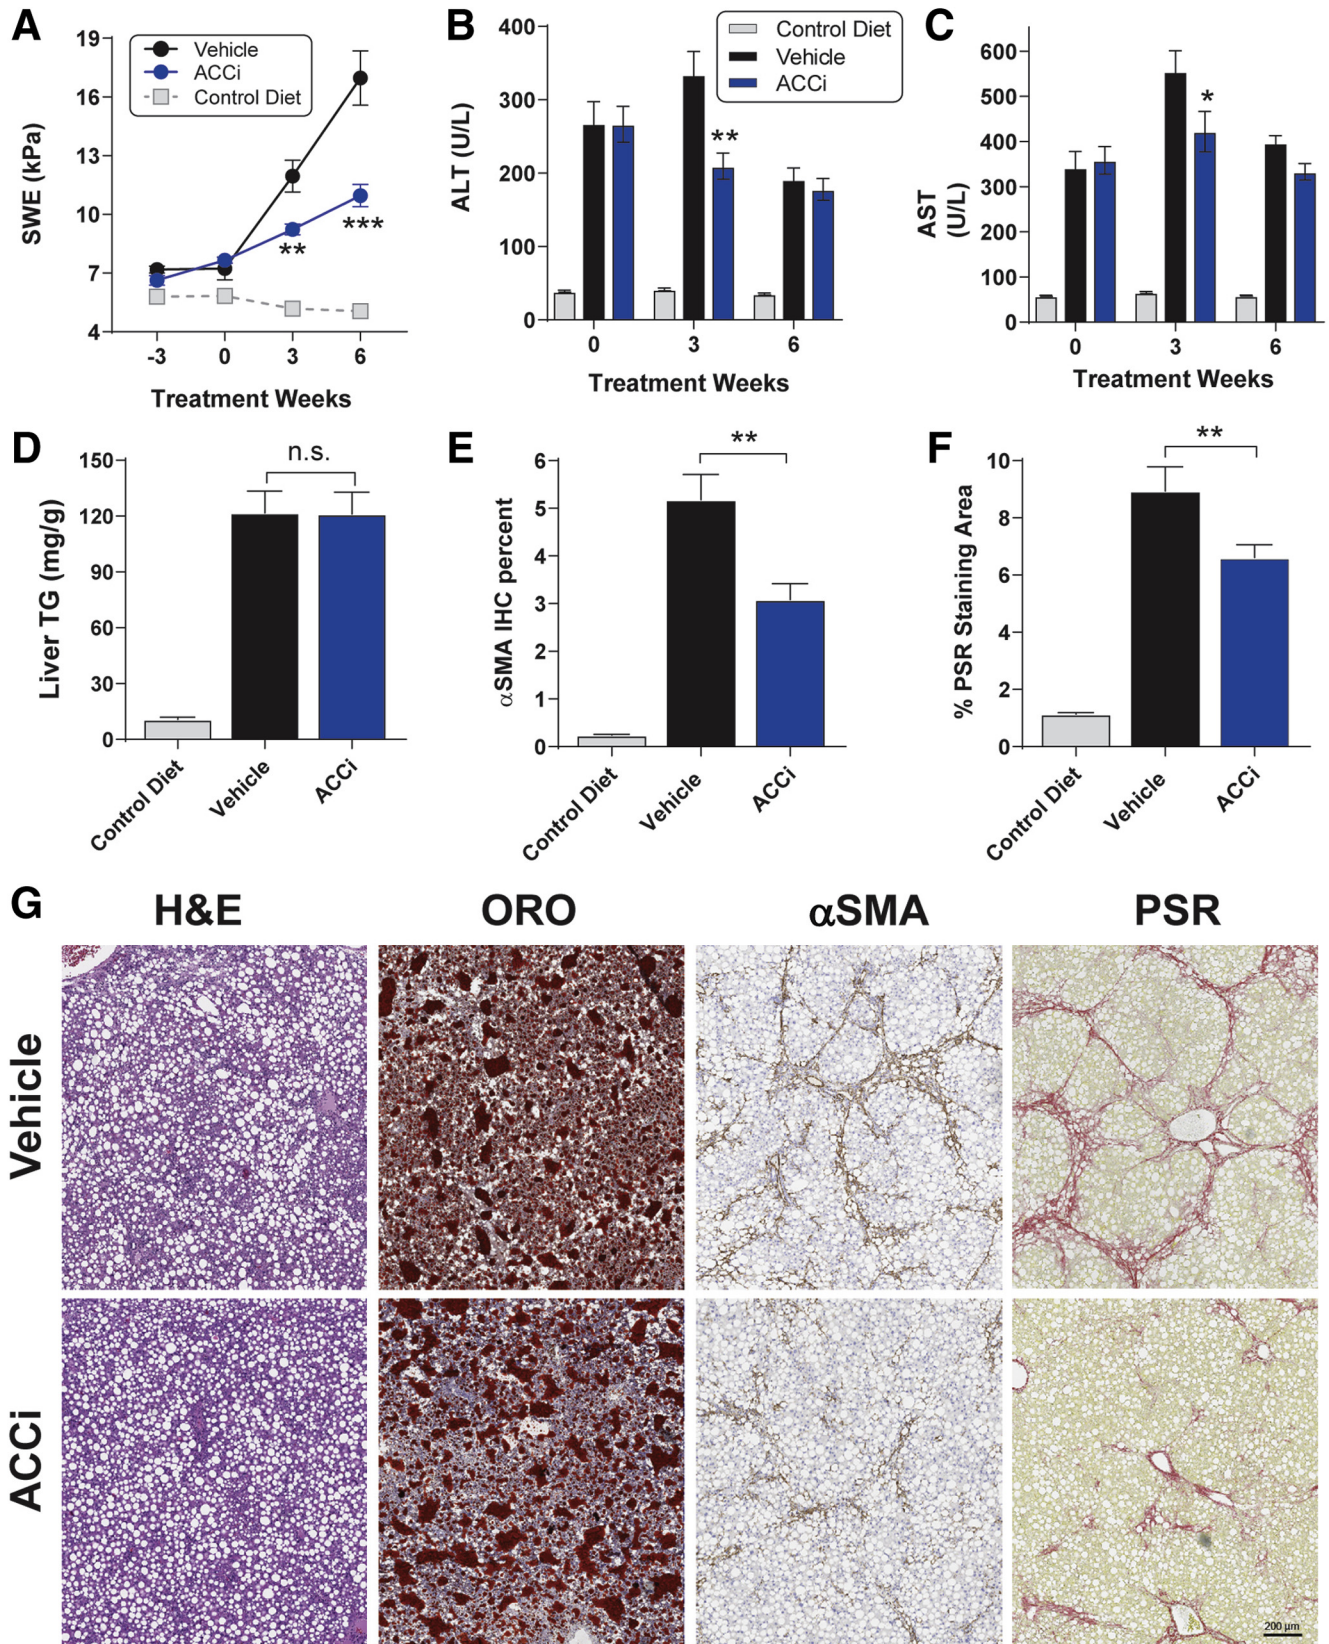 A
19
16
13
10
7
4
SWE (kPa)
Vehicle
ACCi
Control Diet
**
***
-3 0 3 6
Treatment Weeks
B
400
300
200
100
0
ALT (U/L)
Control Diet
Vehicle
ACCi
**
0 3 6
Treatment Weeks
C
600
500
400
300
200
100
0
AST
(U/L)
*
0 3 6
Treatment Weeks
D
150
120
90
60
30
0
Liver TG (mg/g)
n.s.
Control Diet
Vehicle
ACCi
E
6
5
4
3
2
1
0
αSMA IHC percent
**
Control Diet
Vehicle
ACCi
F
10
8
6
4
2
0
% PSR Staining Area
**
Control Diet
Vehicle
ACCi
G
H&E ORO αSMA PSR
Vehicle
ACCi
200 µm